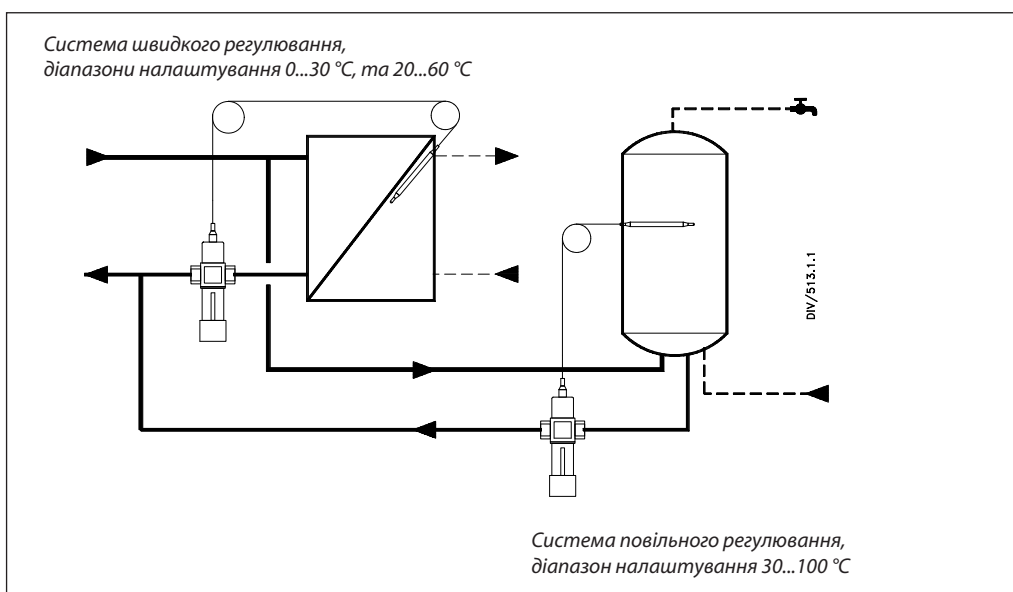 Система швидкого регулювання,
діапазони налаштування 0...30 °C, та 20...60 °C
DIV/513.1.1
Система повільного регулювання,
діапазон налаштування 30...100 °C